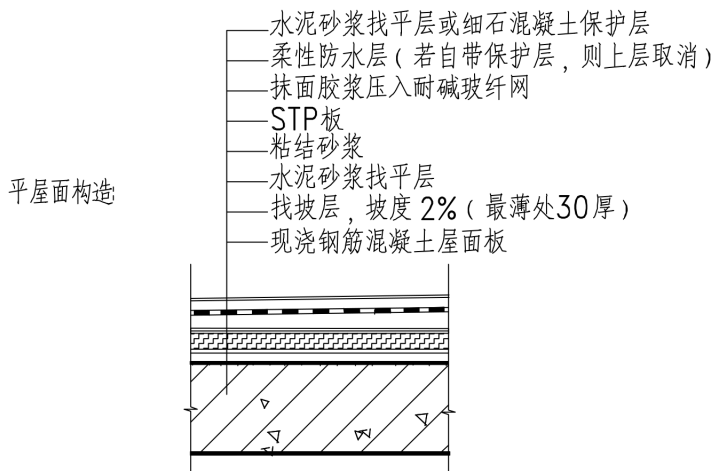 水泥砂浆找平层或细石混凝土保护层
柔性防水层(若自带保护层,则上层取消)
抹面胶浆压入耐碱玻纤网
STP板
粘结砂浆
水泥砂浆找平层
平屋面构造
找坡层,坡度2%(最薄处30厚)
现浇钢筋混凝土屋面板